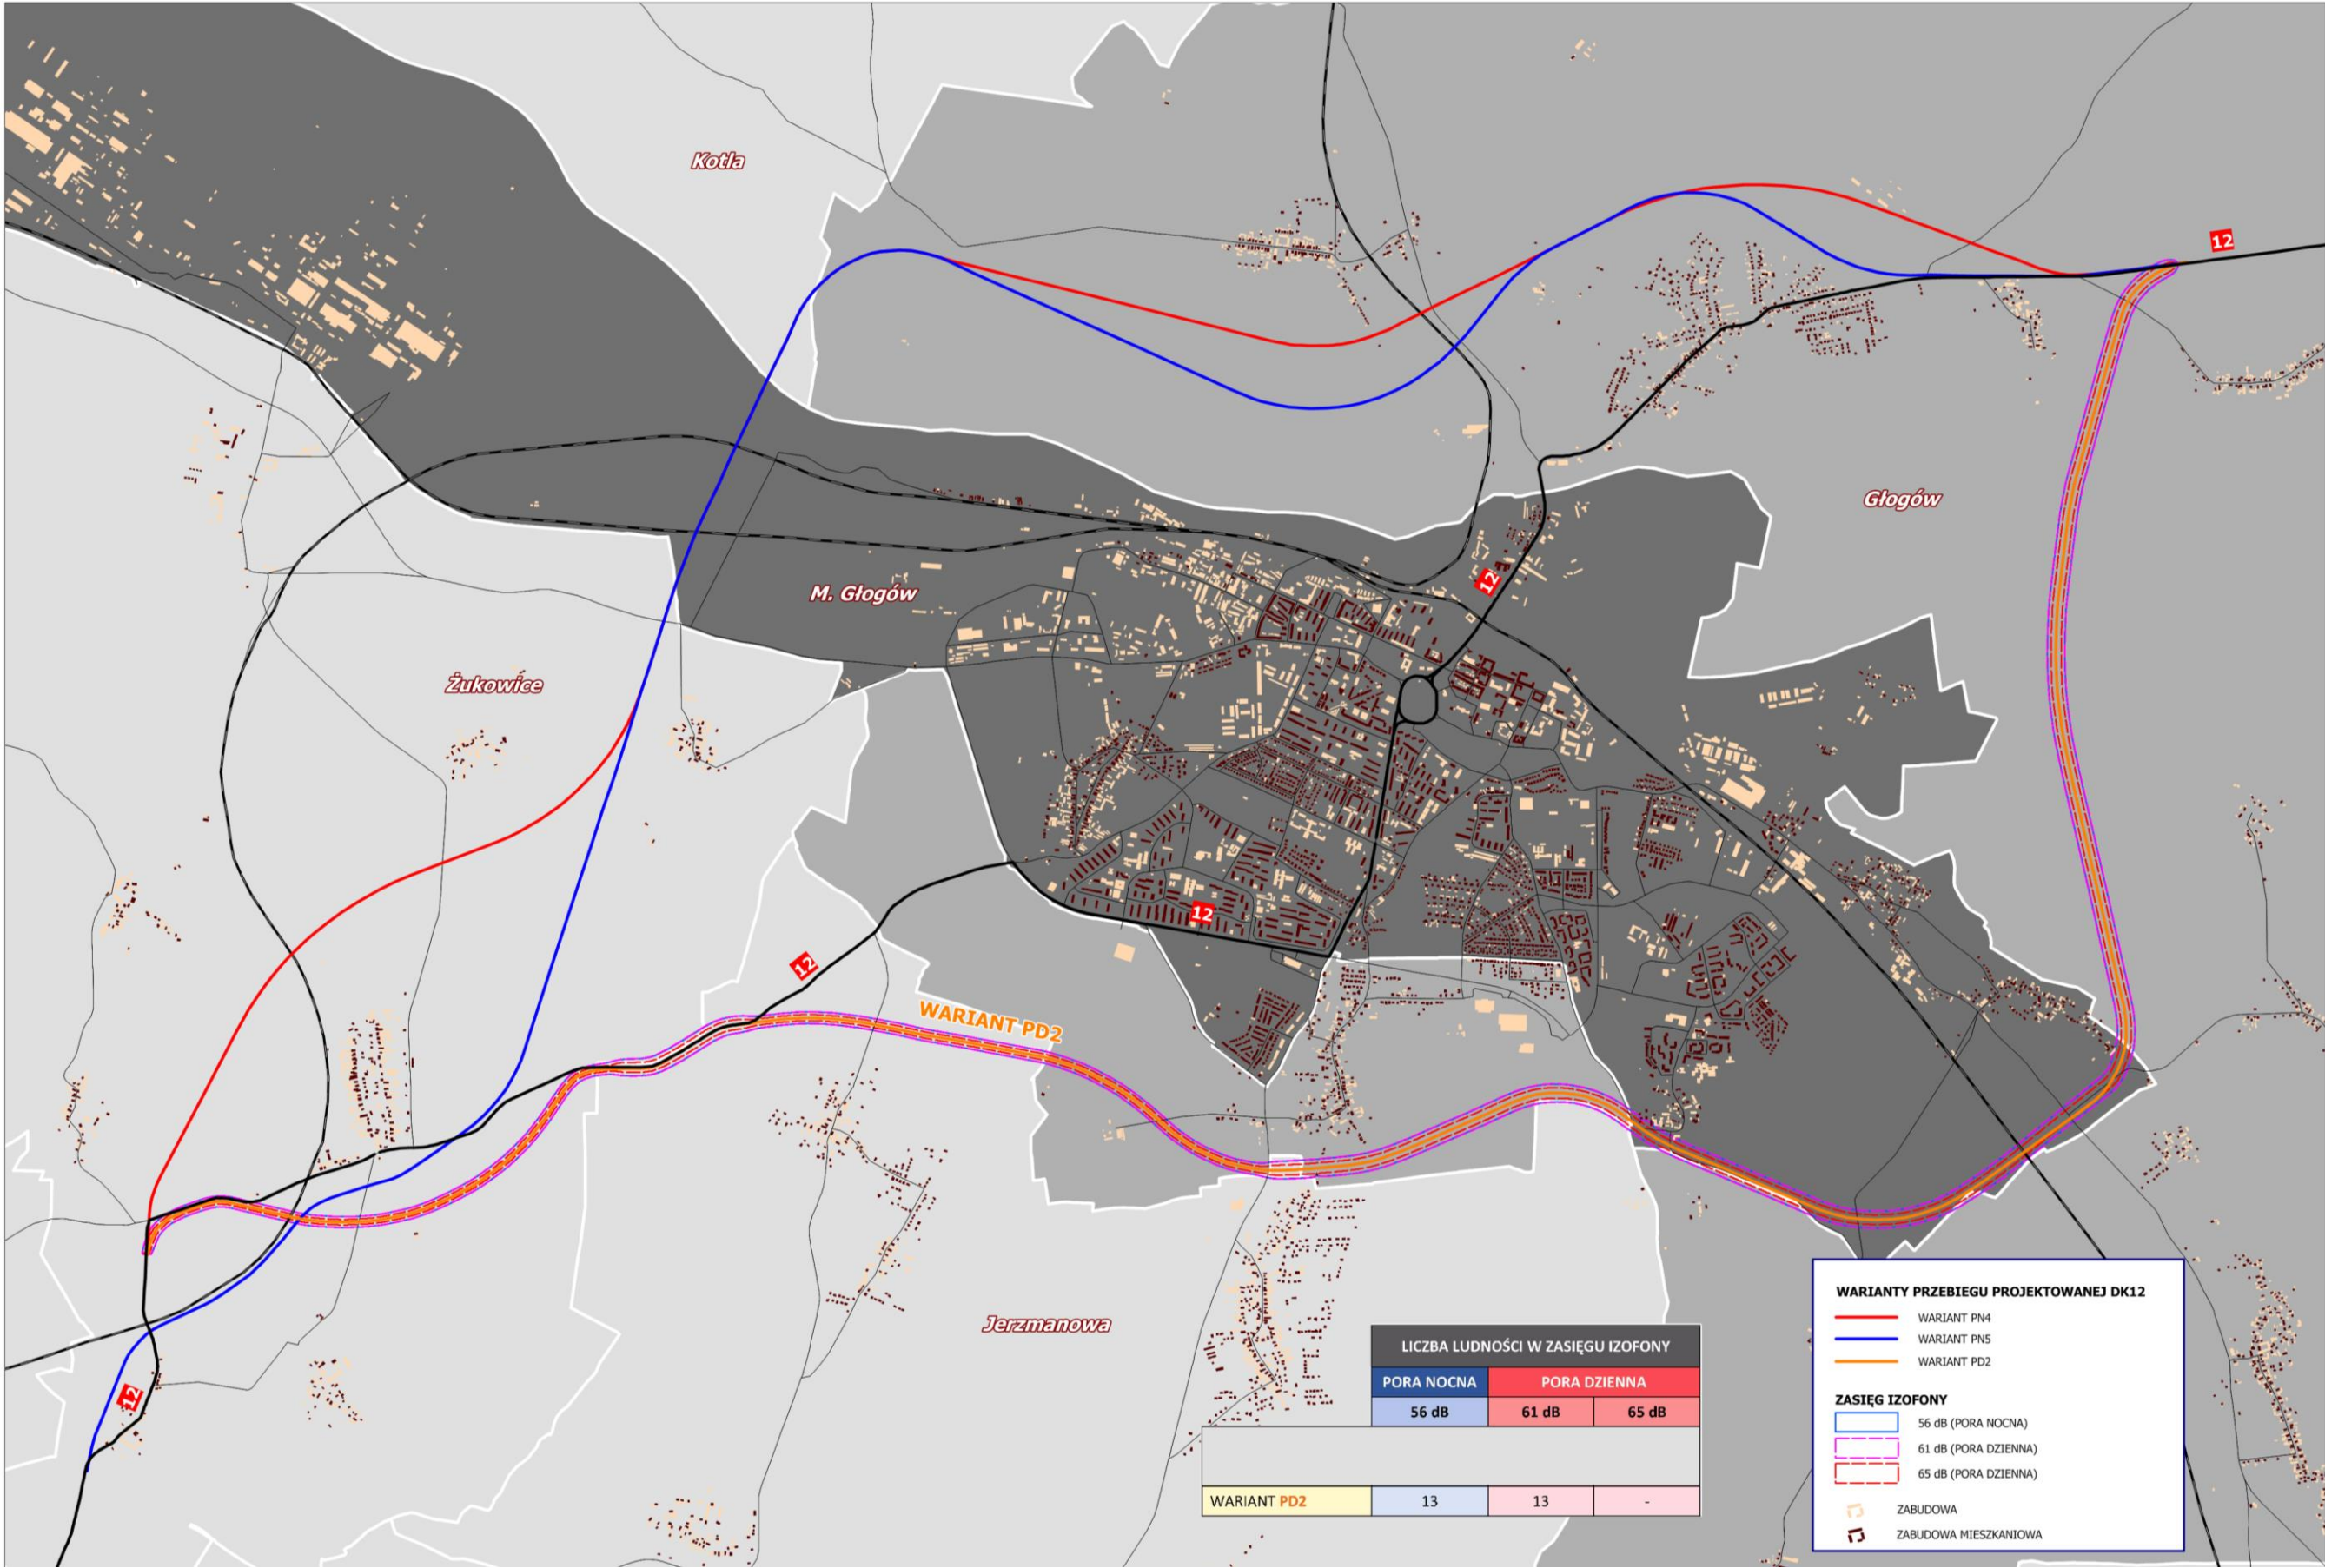 Kotla
12
Głogów
12
M. Głogów
Żukowice
12
12
WARIANT PD2
Jerzmanowa
12
LICZBA LUDNOŚCI W ZASIĘGU IZOFONY
PORA NOCNA PORA DZIENNA
56 dB 61 dB 65 dB
WARIANT PD2 13 13 -
WARIANTY PRZEBIEGU PROJEKTOWANEJ DK12
WARIANT PN4
WARIANT PN5
WARIANT PD2
ZASIĘG IZOFONY
56 dB (PORA NOCNA)
61 dB (PORA DZIENNA)
65 dB (PORA DZIENNA)
ZABUDOWA
ZABUDOWA MIESZKANIOWA